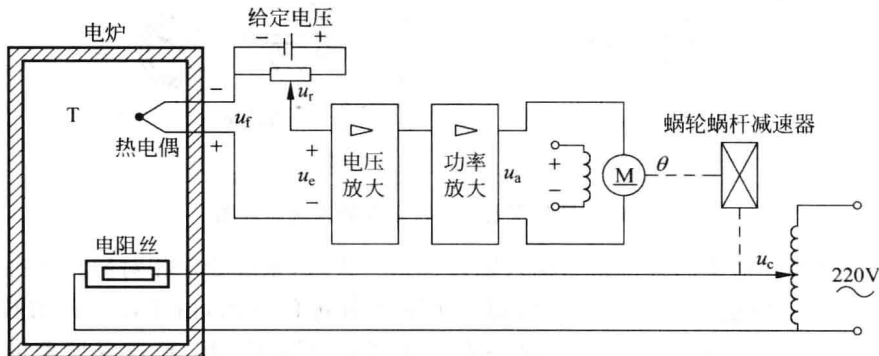 给定电压
电炉
− +
u_r
T
−
u_f
热电偶
+
+
u_e
−
电压
放大
功率
放大
u_a
+
−
M
θ
蜗轮蜗杆减速器
电阻丝
u_c
220V